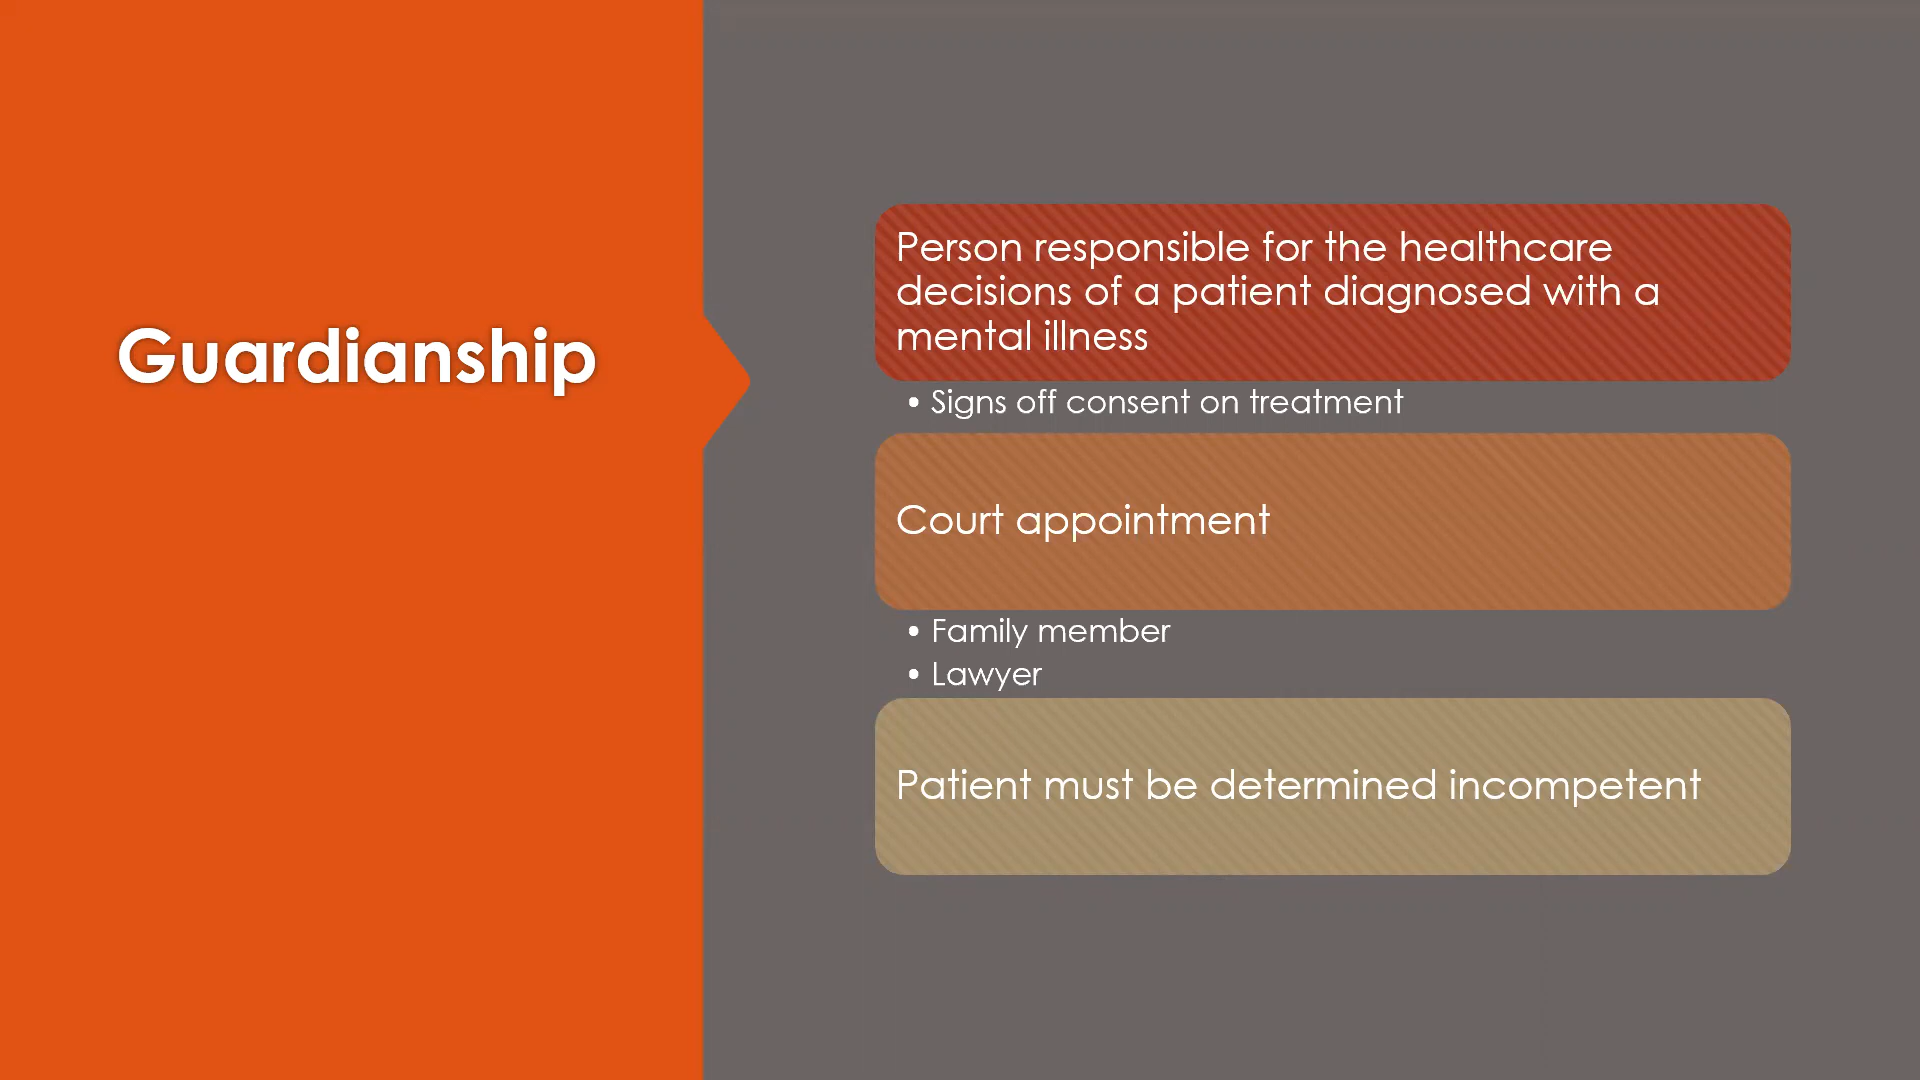 Guardianship
Person responsible for the healthcare
decisions of a patient diagnosed with a
mental illness
• Signs off consent on treatment
Court appointment
• Family member
• Lawyer
Patient must be determined incompetent